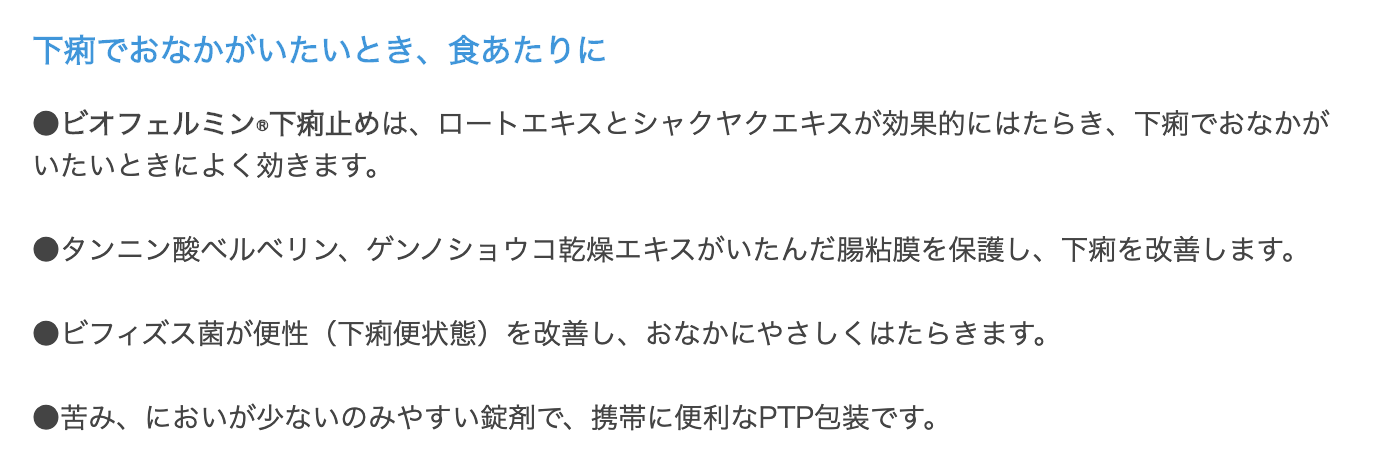 下痢でおなかがいたいとき、食あたりに
●ビオフェルミン®下痢止めは、ロートエキスとシャクヤクエキスが効果的にはたらき、下痢でおなかが
いたいときによく効きます。
●タンニン酸ベルベリン、ゲンノショウコ乾燥エキスがいたんだ腸粘膜を保護し、下痢を改善します。
●ビフィズス菌が便性（下痢便状態）を改善し、おなかにやさしくはたらきます。
●苦み、においが少ないのみやすい錠剤で、携帯に便利なPTP包装です。